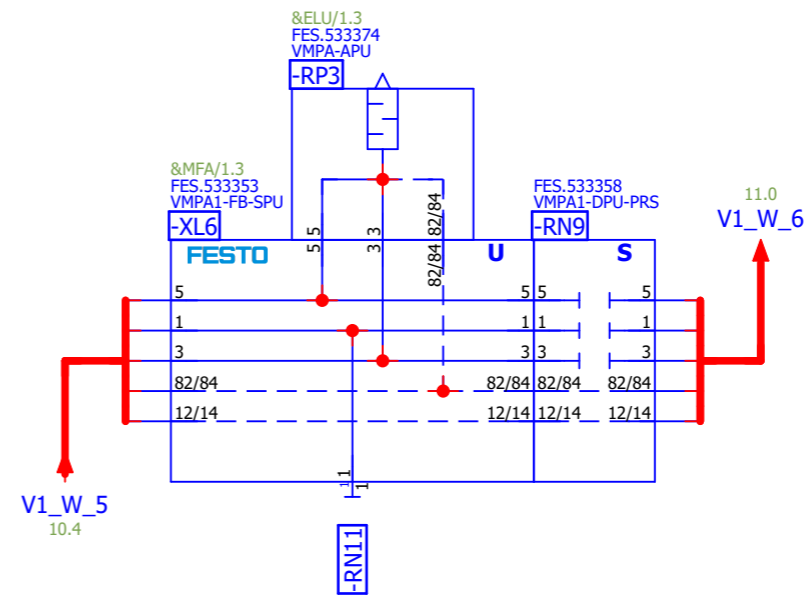 &ELU/1.3
FES.533374
VMPA-APU
-RP3
&MFA/1.3
FES.533353
VMPA1-FB-SPU
-XL6
FES.533358
VMPA1-DPU-PRS
-RN9
11.0
V1_W_6
5 5
3 3
82/84 82/84
FESTO
U
S
5
5 5
5
1
1 1
1
3
3 3
3
82/84
82/84 82/84
82/84
12/14
12/14 12/14
12/14
1
1
1
V1_W_5
10.4
-RN11